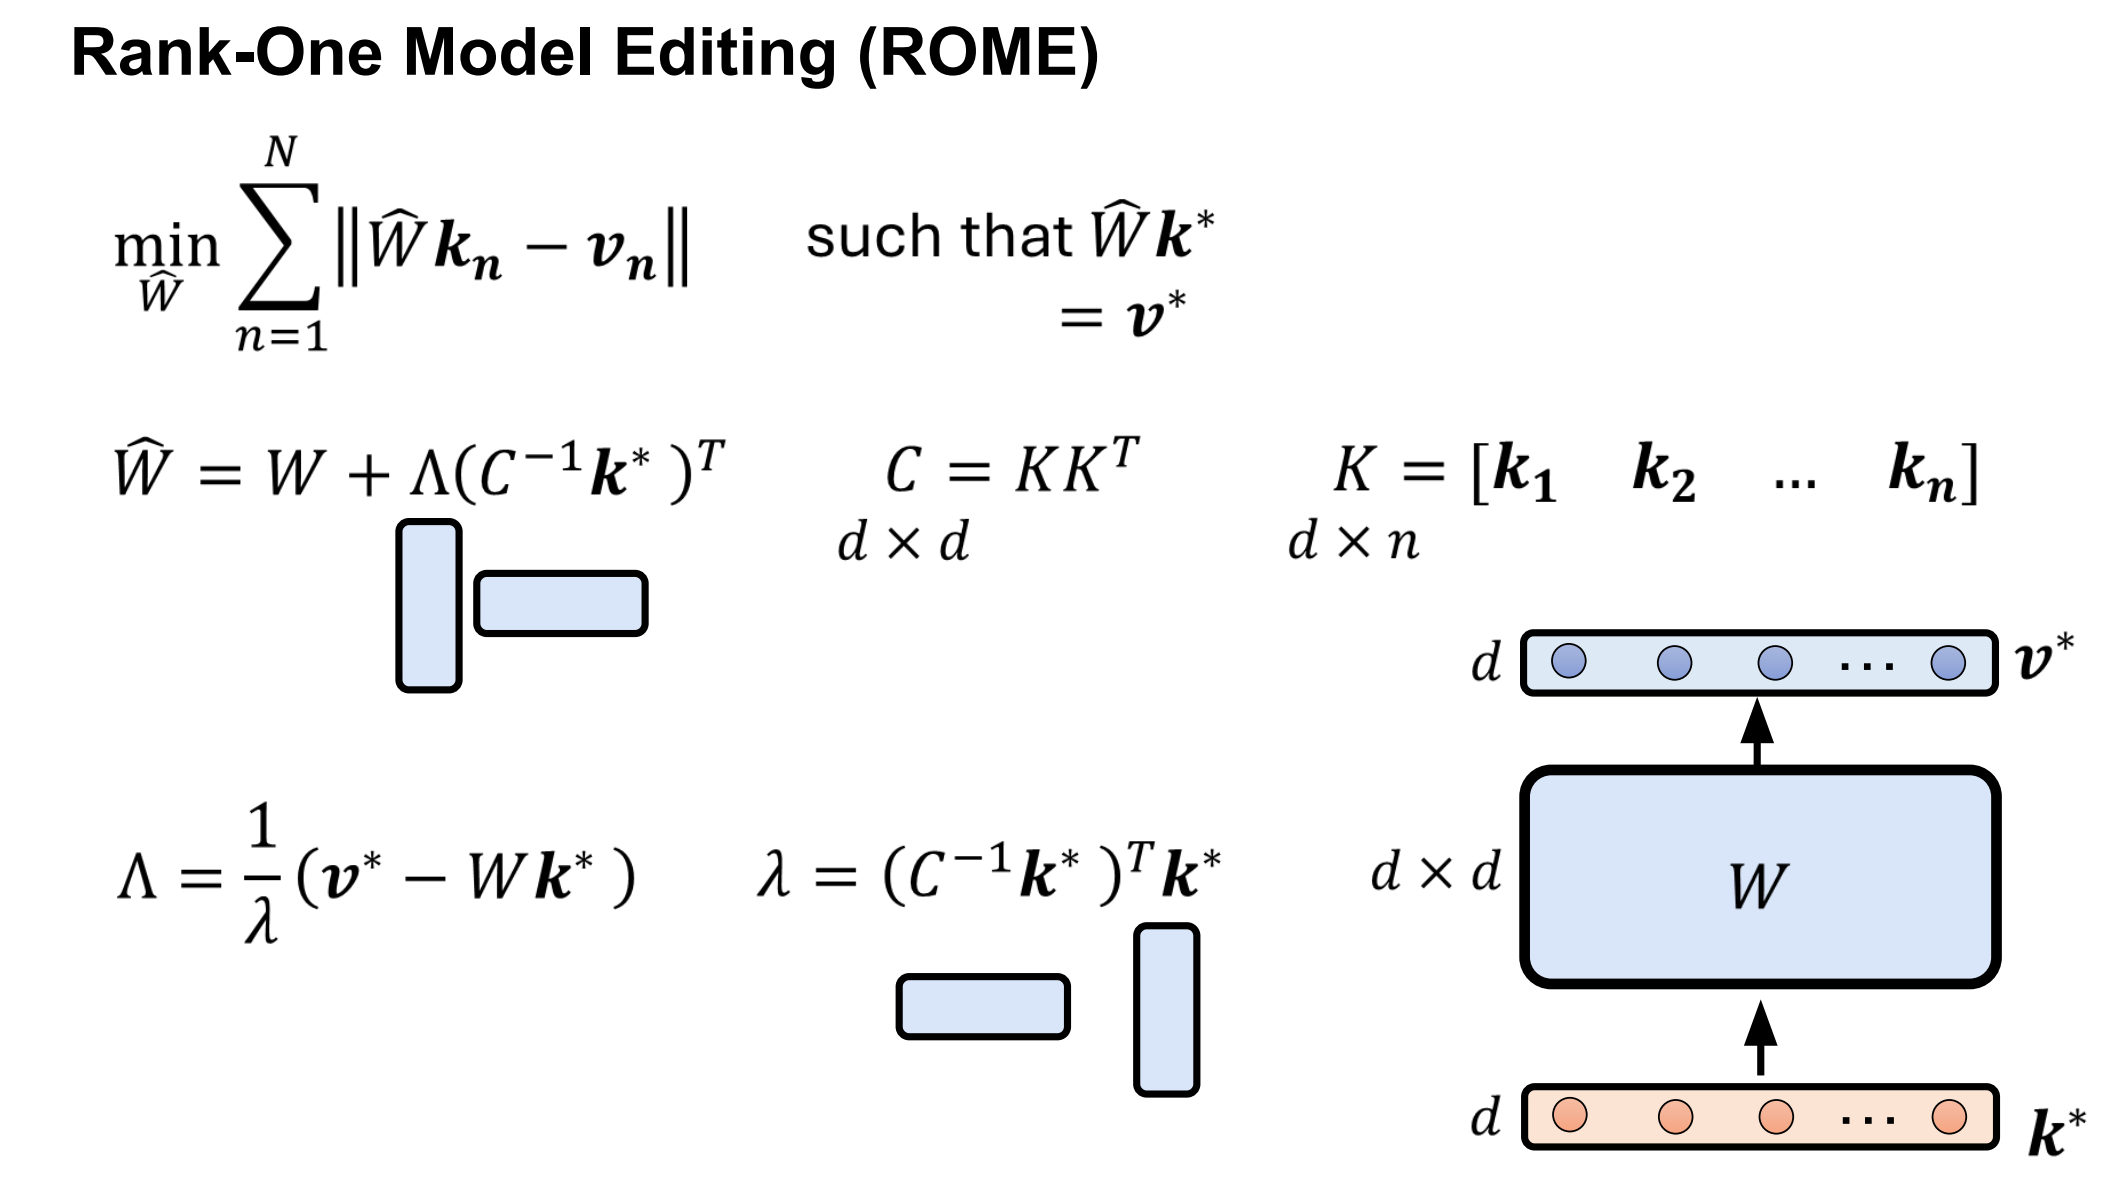 Rank-One Model Editing (ROME)
$\min_{\widehat{W}} \sum_{n=1}^{N} \| \widehat{W} \boldsymbol{k_n} - \boldsymbol{v_n} \|$
such that $\widehat{W} \boldsymbol{k}^*$
$= \boldsymbol{v}^*$
$\widehat{W} = W + \Lambda (C^{-1} \boldsymbol{k}^*)^T$
$C = KK^T$
$d \times d$
$K = [\boldsymbol{k_1} \quad \boldsymbol{k_2} \quad \ldots \quad \boldsymbol{k_n}]$
$d \times n$
$\Lambda = \frac{1}{\lambda} (\boldsymbol{v}^* - W \boldsymbol{k}^*)$
$\lambda = (C^{-1} \boldsymbol{k}^*)^T \boldsymbol{k}^*$
$d$ ... $\boldsymbol{v}^*$
$d \times d$ $W$
$d$ ... $\boldsymbol{k}^*$